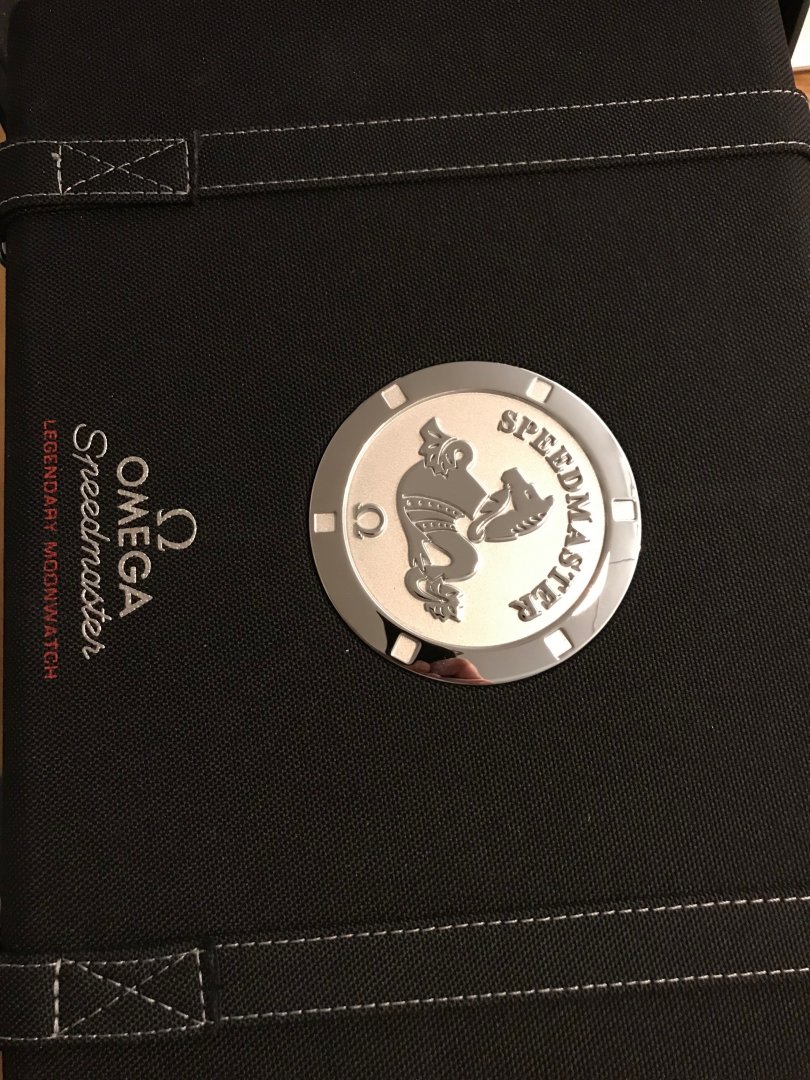 SPEEDMASTER
Ω
Ω
OMEGA
Speedmaster
LEGENDARY MOONWATCH